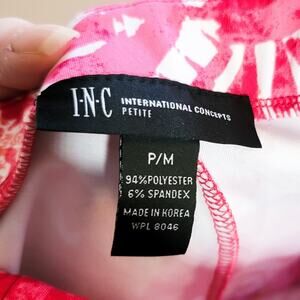 I·N·C INTERNATIONAL CONCEPTS
PETITE
P/M
94%POLYESTER
6% SPANDEX
MADE IN KOREA
WPL 8046